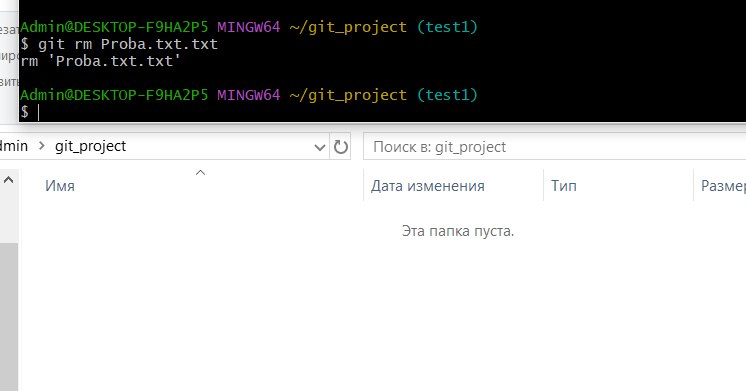 Admin@DESKTOP-F9HA2P5 MINGW64 ~/git_project (test1)
$ git rm Proba.txt.txt
rm 'Proba.txt.txt'
Admin@DESKTOP-F9HA2P5 MINGW64 ~/git_project (test1)
$
dmin > git_project
Поиск в: git_project
Имя Дата изменения Тип Размер
Эта папка пуста.